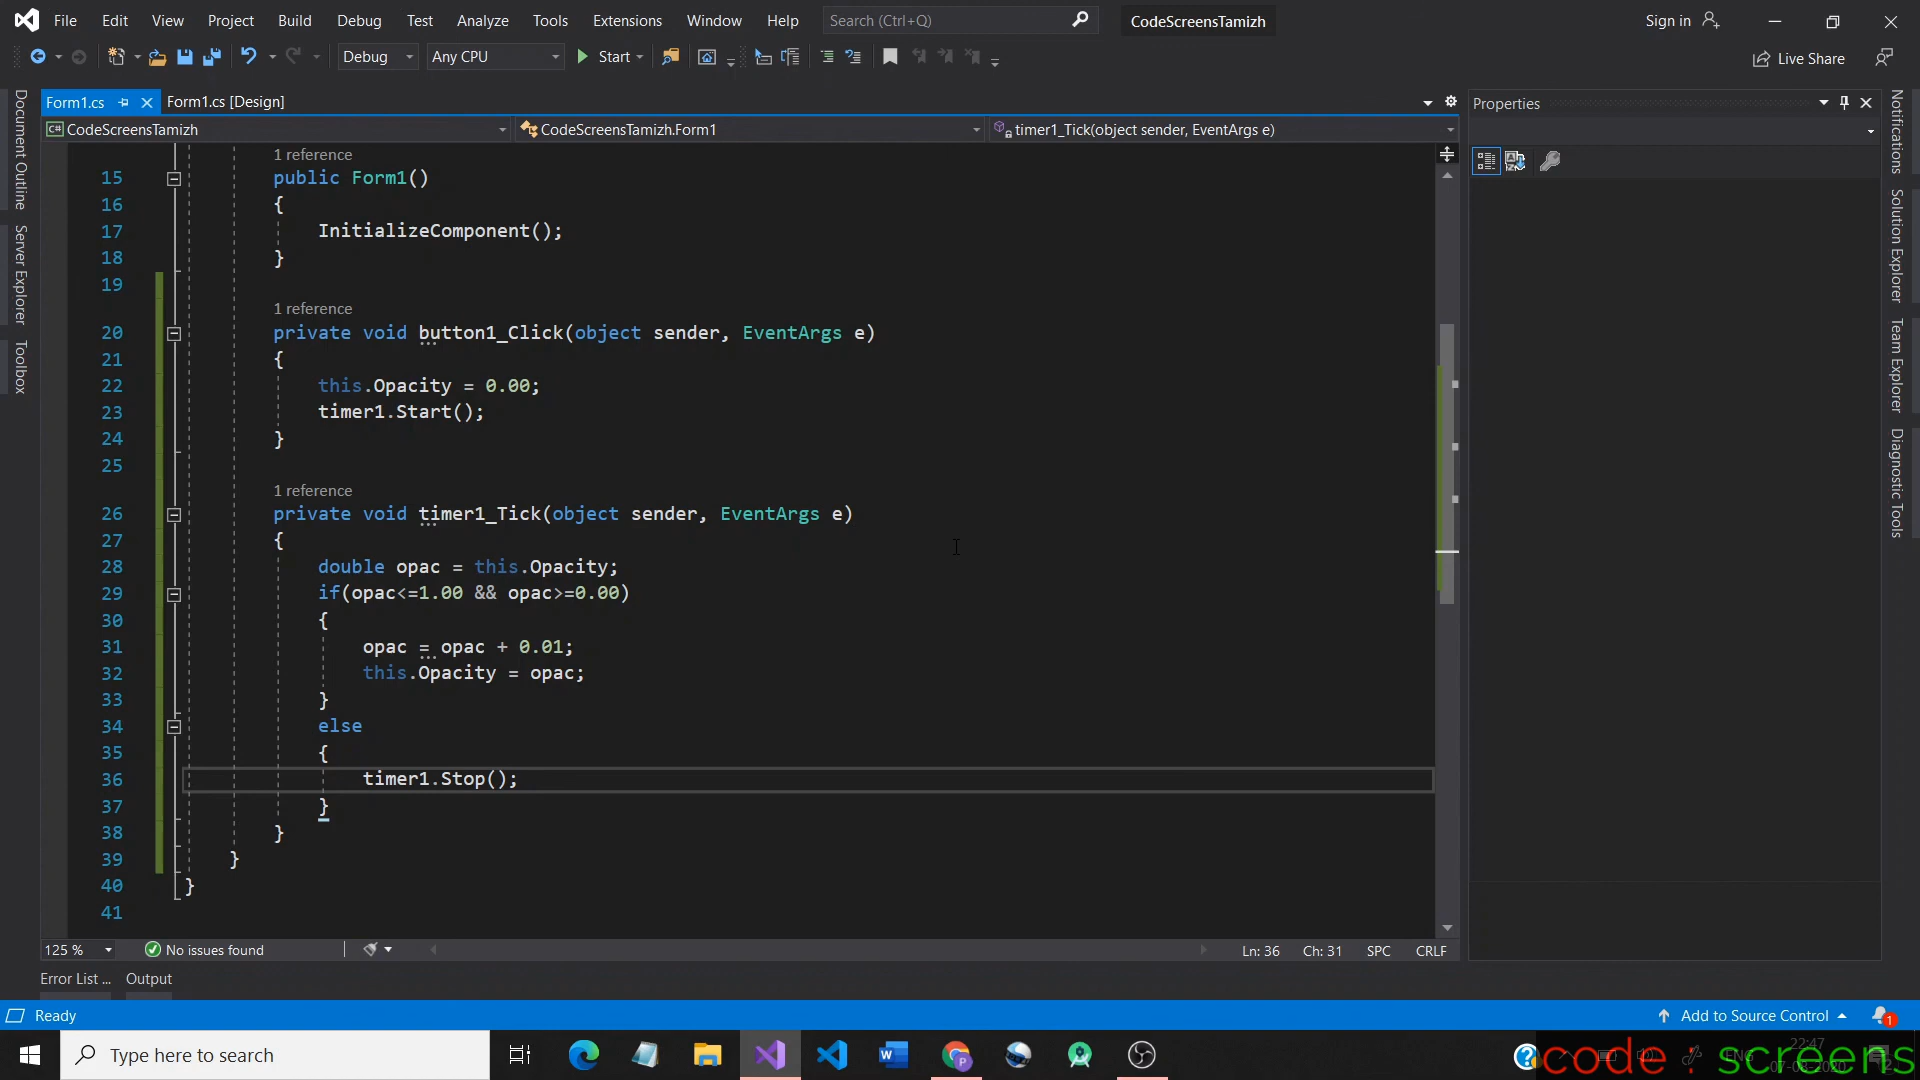 File Edit View Project Build Debug Test Analyze Tools Extensions Window Help Search (Ctrl+Q) CodeScreensTamizh Sign in
Debug Any CPU Start Live Share
Form1.cs Form1.cs [Design]
CodeScreensTamizh CodeScreensTamizh.Form1 timer1_Tick(object sender, EventArgs e)
Document Outline
Server Explorer
Toolbox
1 reference
15 public Form1()
16 {
17 InitializeComponent();
18 }
19
1 reference
20 private void button1_Click(object sender, EventArgs e)
21 {
22 this.Opacity = 0.00;
23 timer1.Start();
24 }
25
1 reference
26 private void timer1_Tick(object sender, EventArgs e)
27 {
28 double opac = this.Opacity;
29 if(opac<=1.00 && opac>=0.00)
30 {
31 opac = opac + 0.01;
32 this.Opacity = opac;
33 }
34 else
35 {
36 timer1.Stop();
37 }
38 }
39 }
40 }
41
125 % No issues found Ln: 36 Ch: 31 SPC CRLF
Properties
Notifications
Solution Explorer
Team Explorer
Diagnostic Tools
Error List ... Output
Ready Add to Source Control 1
Type here to search
22:47
ENG
code : screens